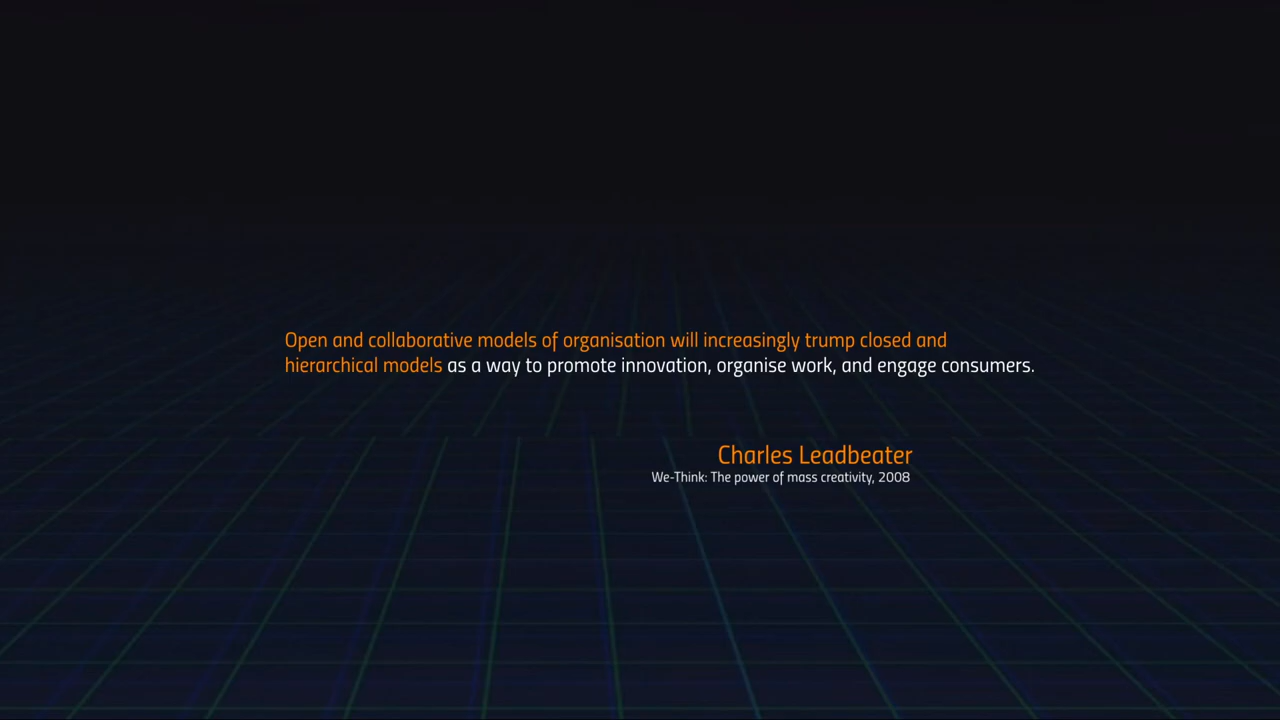 Open and collaborative models of organisation will increasingly trump closed and
hierarchical models as a way to promote innovation, organise work, and engage consumers.
Charles Leadbeater
We-Think: The power of mass creativity, 2008